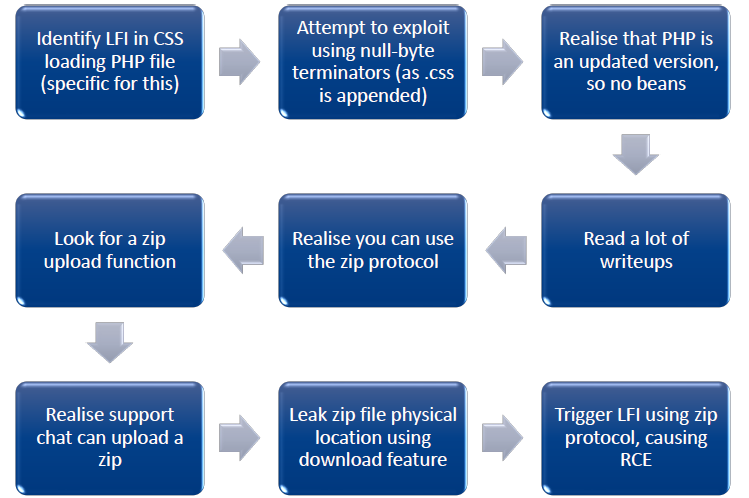 Identify LFI in CSS
loading PHP file
(specific for this)
Attempt to exploit
using null-byte
terminators (as .css
is appended)
Realise that PHP is
an updated version,
so no beans
Read a lot of
writeups
Realise you can use
the zip protocol
Look for a zip
upload function
Realise support
chat can upload a
zip
Leak zip file physical
location using
download feature
Trigger LFI using zip
protocol, causing
RCE